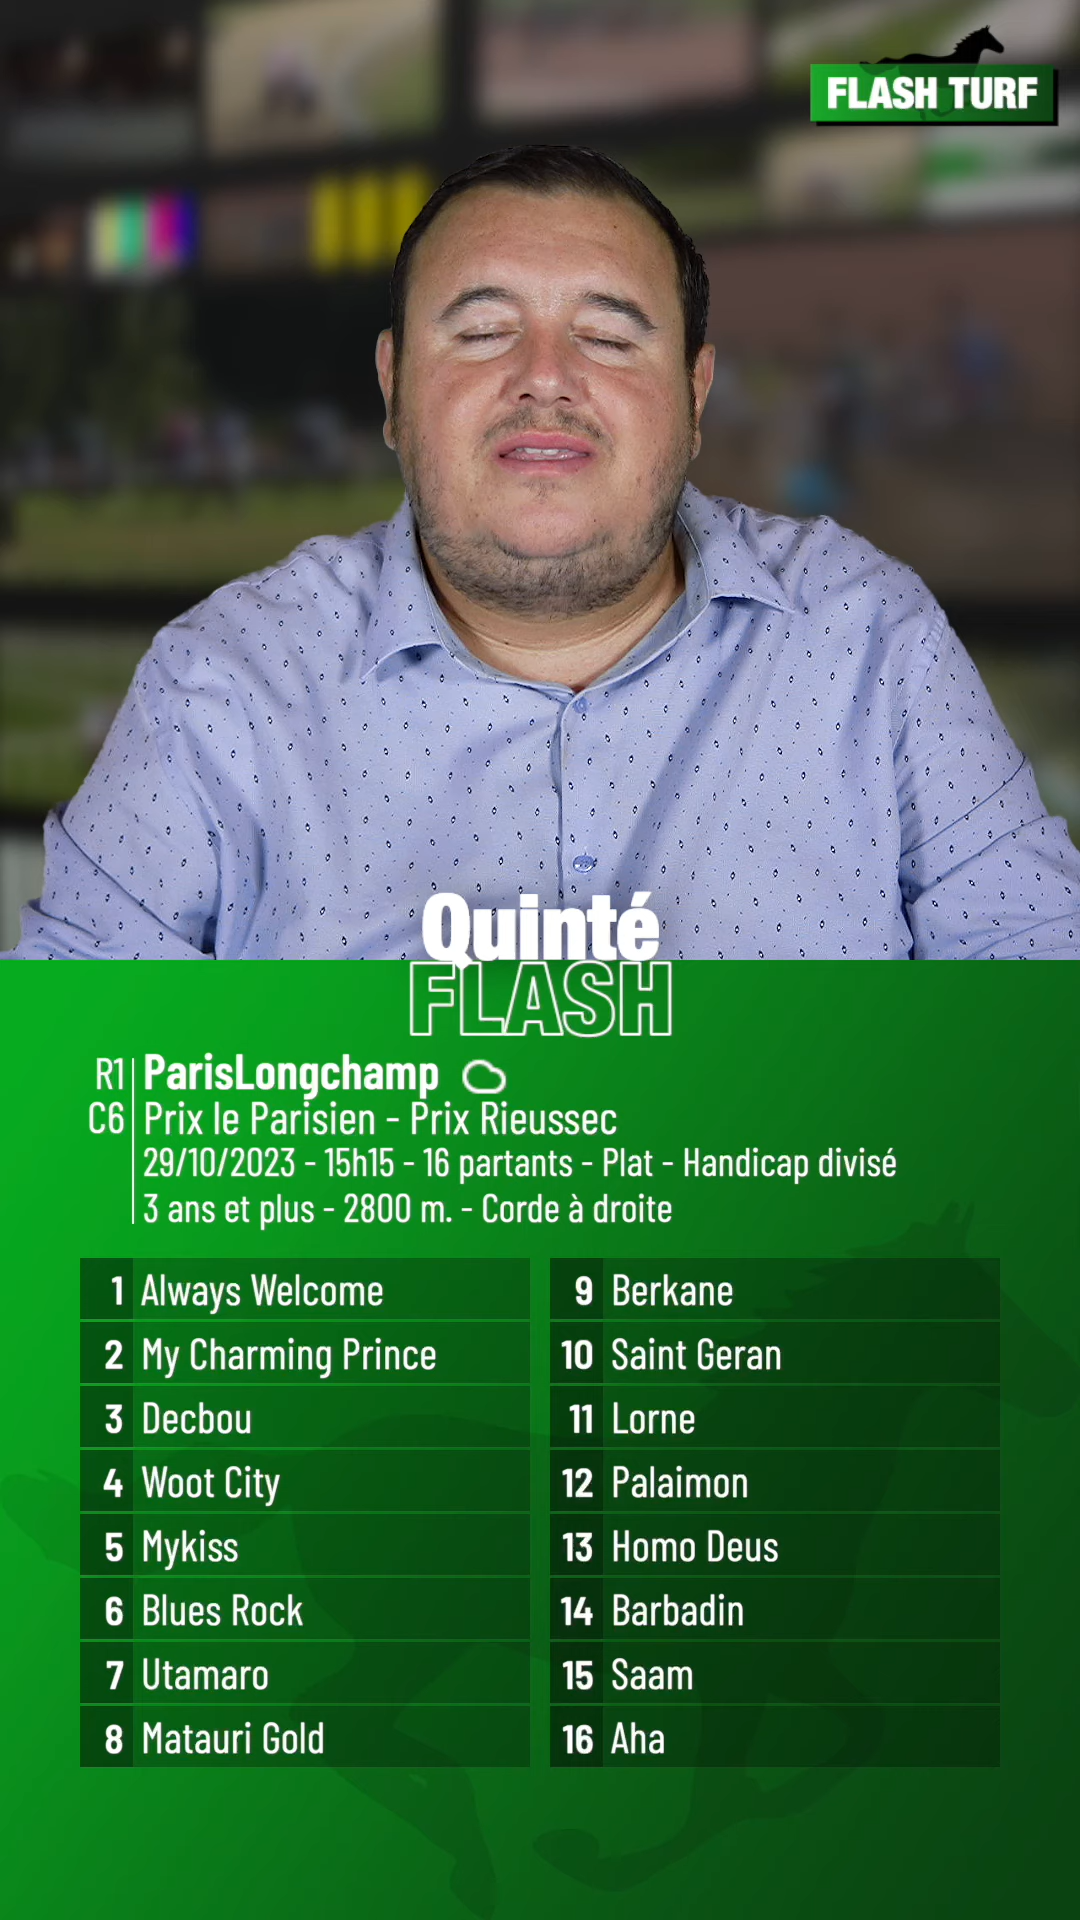 FLASH TURF
Quinté
FLASH
R1 ParisLongchamp
C6 Prix le Parisien - Prix Rieussec
29/10/2023 - 15h15 - 16 partants - Plat - Handicap divisé
3 ans et plus - 2800 m. - Corde à droite
1 Always Welcome
2 My Charming Prince
3 Decbou
4 Woot City
5 Mykiss
6 Blues Rock
7 Utamaro
8 Matauri Gold
9 Berkane
10 Saint Geran
11 Lorne
12 Palaimon
13 Homo Deus
14 Barbadin
15 Saam
16 Aha